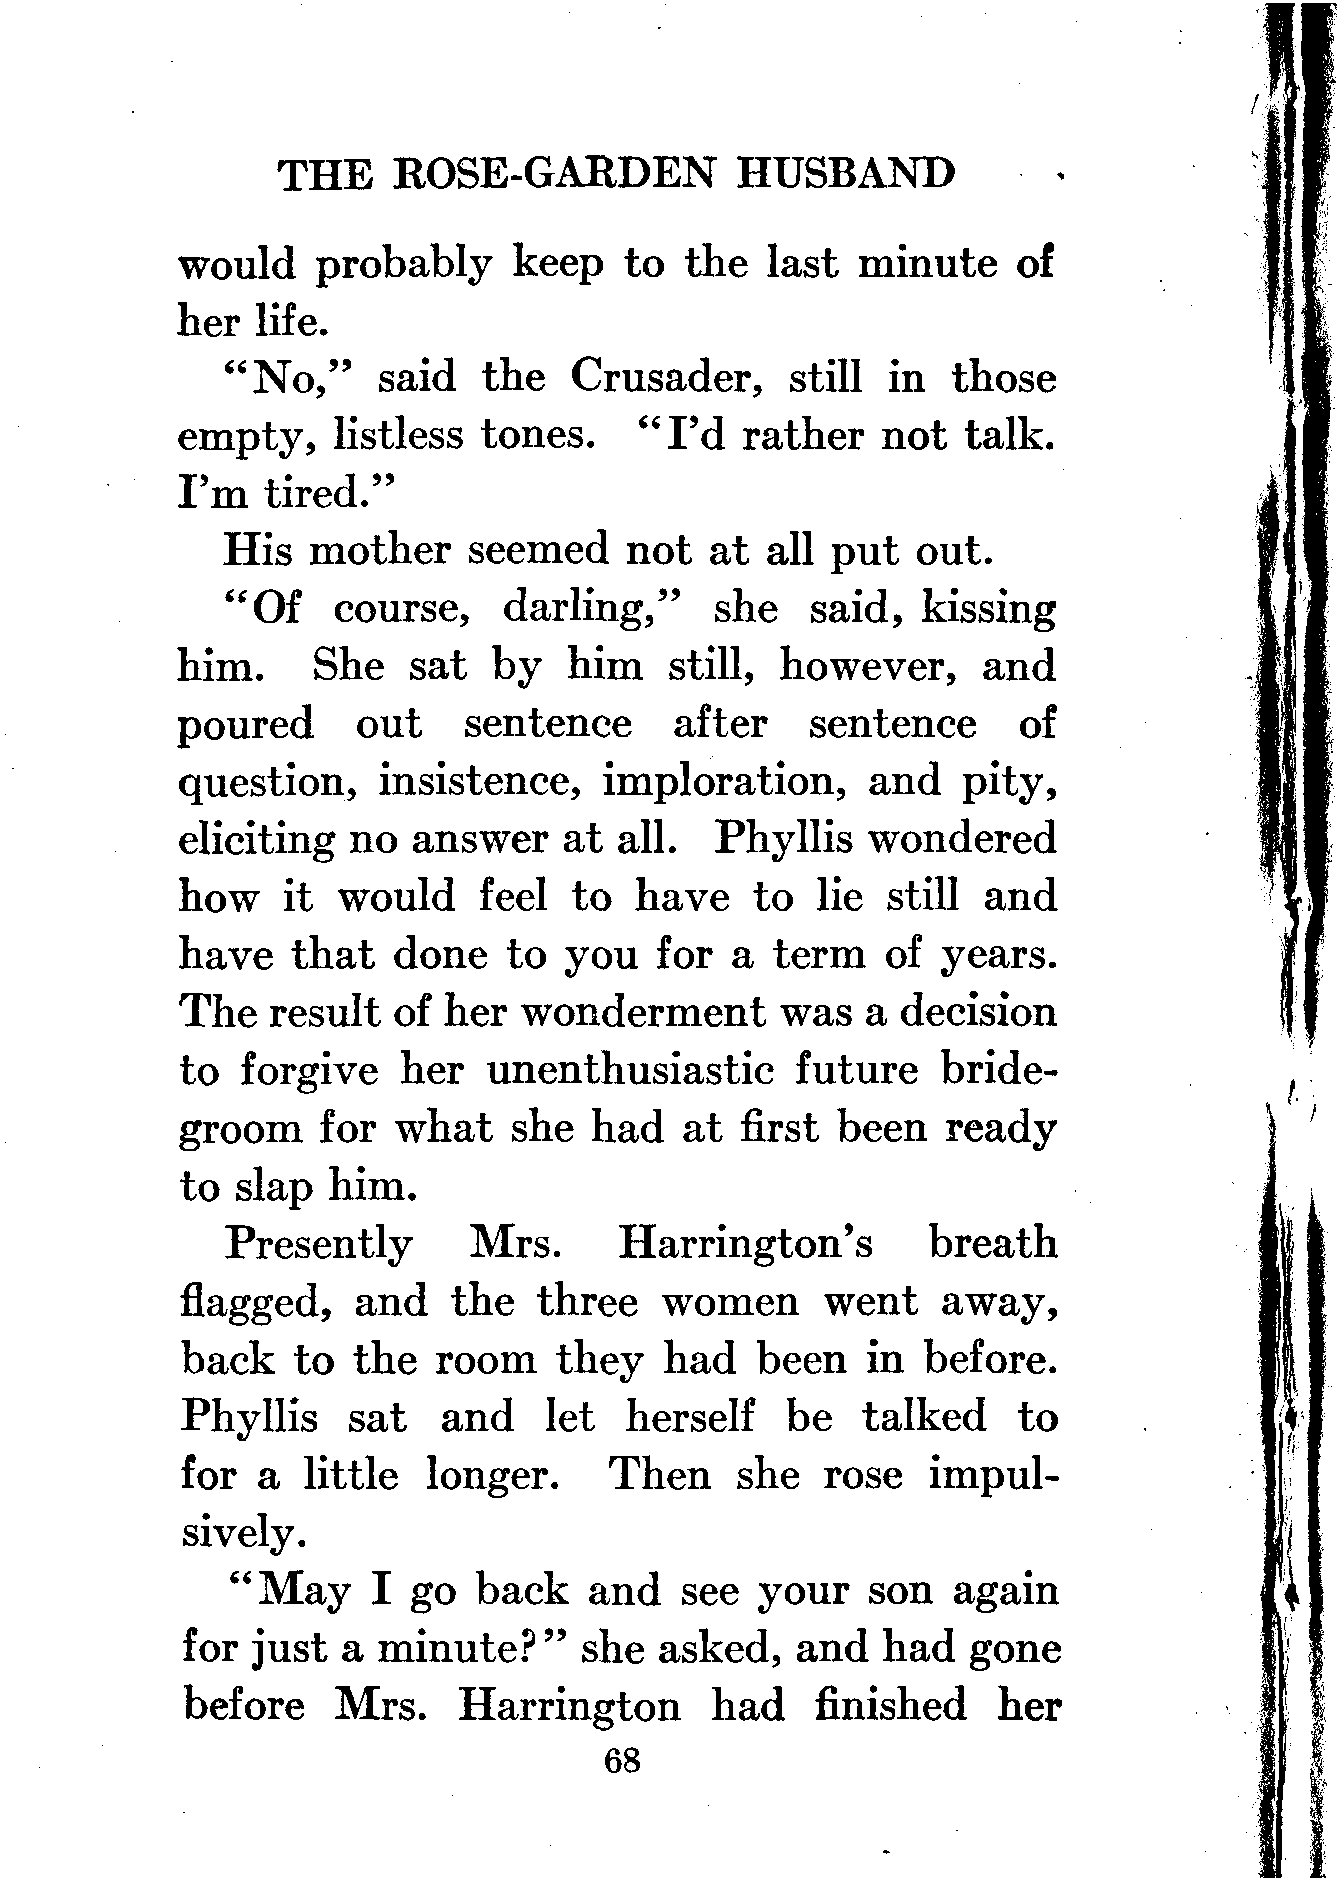 THE ROSE-GARDEN HUSBAND
would probably keep to the last minute of
her life.
"No," said the Crusader, still in those
empty, listless tones. "I'd rather not talk.
I'm tired."
His mother seemed not at all put out.
"Of course, darling," she said, kissing
him. She sat by him still, however, and
poured out sentence after sentence of
question, insistence, imploration, and pity,
eliciting no answer at all. Phyllis wondered
how it would feel to have to lie still and
have that done to you for a term of years.
The result of her wonderment was a decision
to forgive her unenthusiastic future bride-
groom for what she had at first been ready
to slap him.
Presently Mrs. Harrington's breath
flagged, and the three women went away,
back to the room they had been in before.
Phyllis sat and let herself be talked to
for a little longer. Then she rose impul-
sively.
"May I go back and see your son again
for just a minute?" she asked, and had gone
before Mrs. Harrington had finished her
68